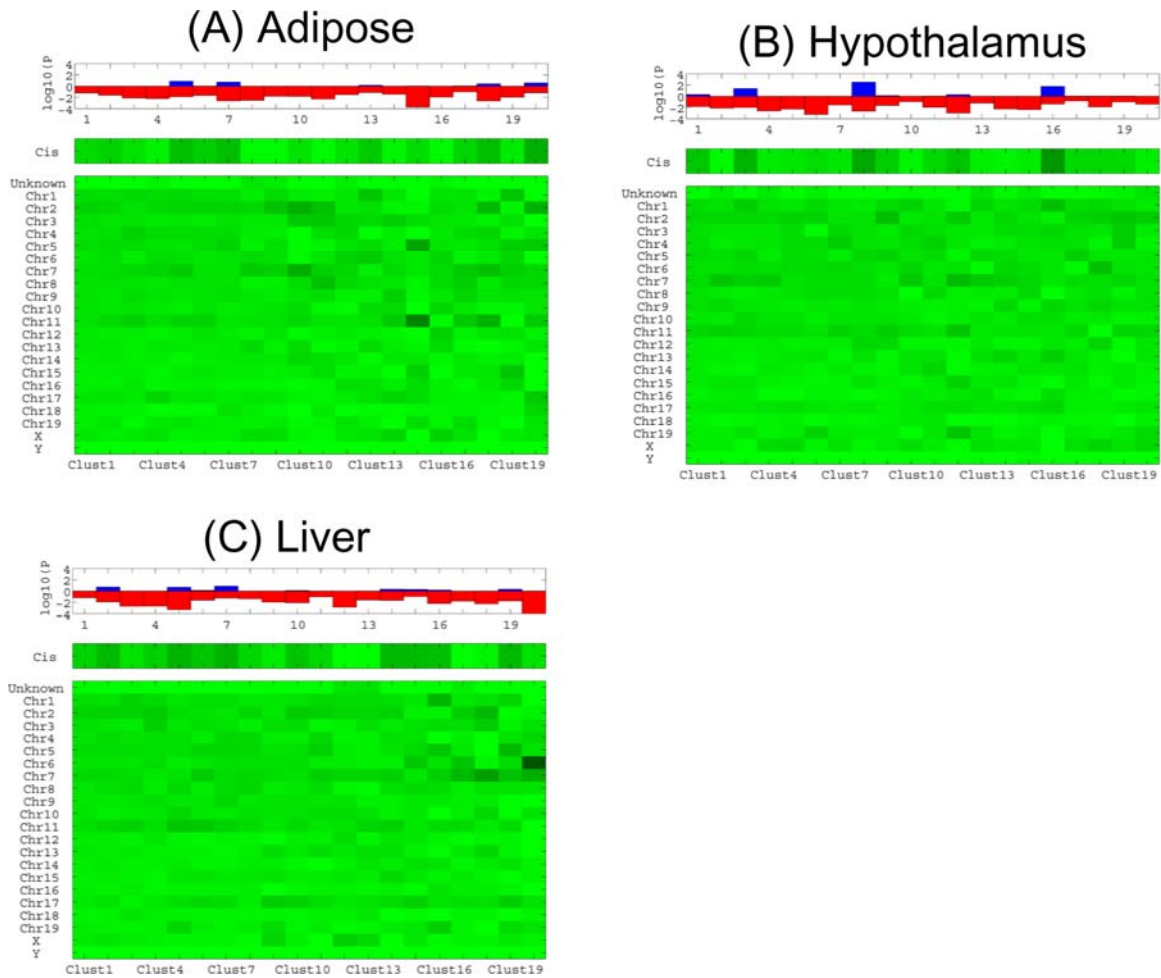 (A) Adipose
4
2
0
-2
-4
log10(P
1 4 7 10 13 16 19
Cis
Unknown
Chr1
Chr2
Chr3
Chr4
Chr5
Chr6
Chr7
Chr8
Chr9
Chr10
Chr11
Chr12
Chr13
Chr14
Chr15
Chr16
Chr17
Chr18
Chr19
X
Y
Clust1 Clust4 Clust7 Clust10 Clust13 Clust16 Clust19
(B) Hypothalamus
4
2
0
-2
-4
log10(P
1 4 7 10 13 16 19
Cis
Unknown
Chr1
Chr2
Chr3
Chr4
Chr5
Chr6
Chr7
Chr8
Chr9
Chr10
Chr11
Chr12
Chr13
Chr14
Chr15
Chr16
Chr17
Chr18
Chr19
X
Y
Clust1 Clust4 Clust7 Clust10 Clust13 Clust16 Clust19
(C) Liver
4
2
0
-2
-4
log10(P
1 4 7 10 13 16 19
Cis
Unknown
Chr1
Chr2
Chr3
Chr4
Chr5
Chr6
Chr7
Chr8
Chr9
Chr10
Chr11
Chr12
Chr13
Chr14
Chr15
Chr16
Chr17
Chr18
Chr19
X
Y
Clust1 Clust4 Clust7 Clust10 Clust13 Clust16 Clust19